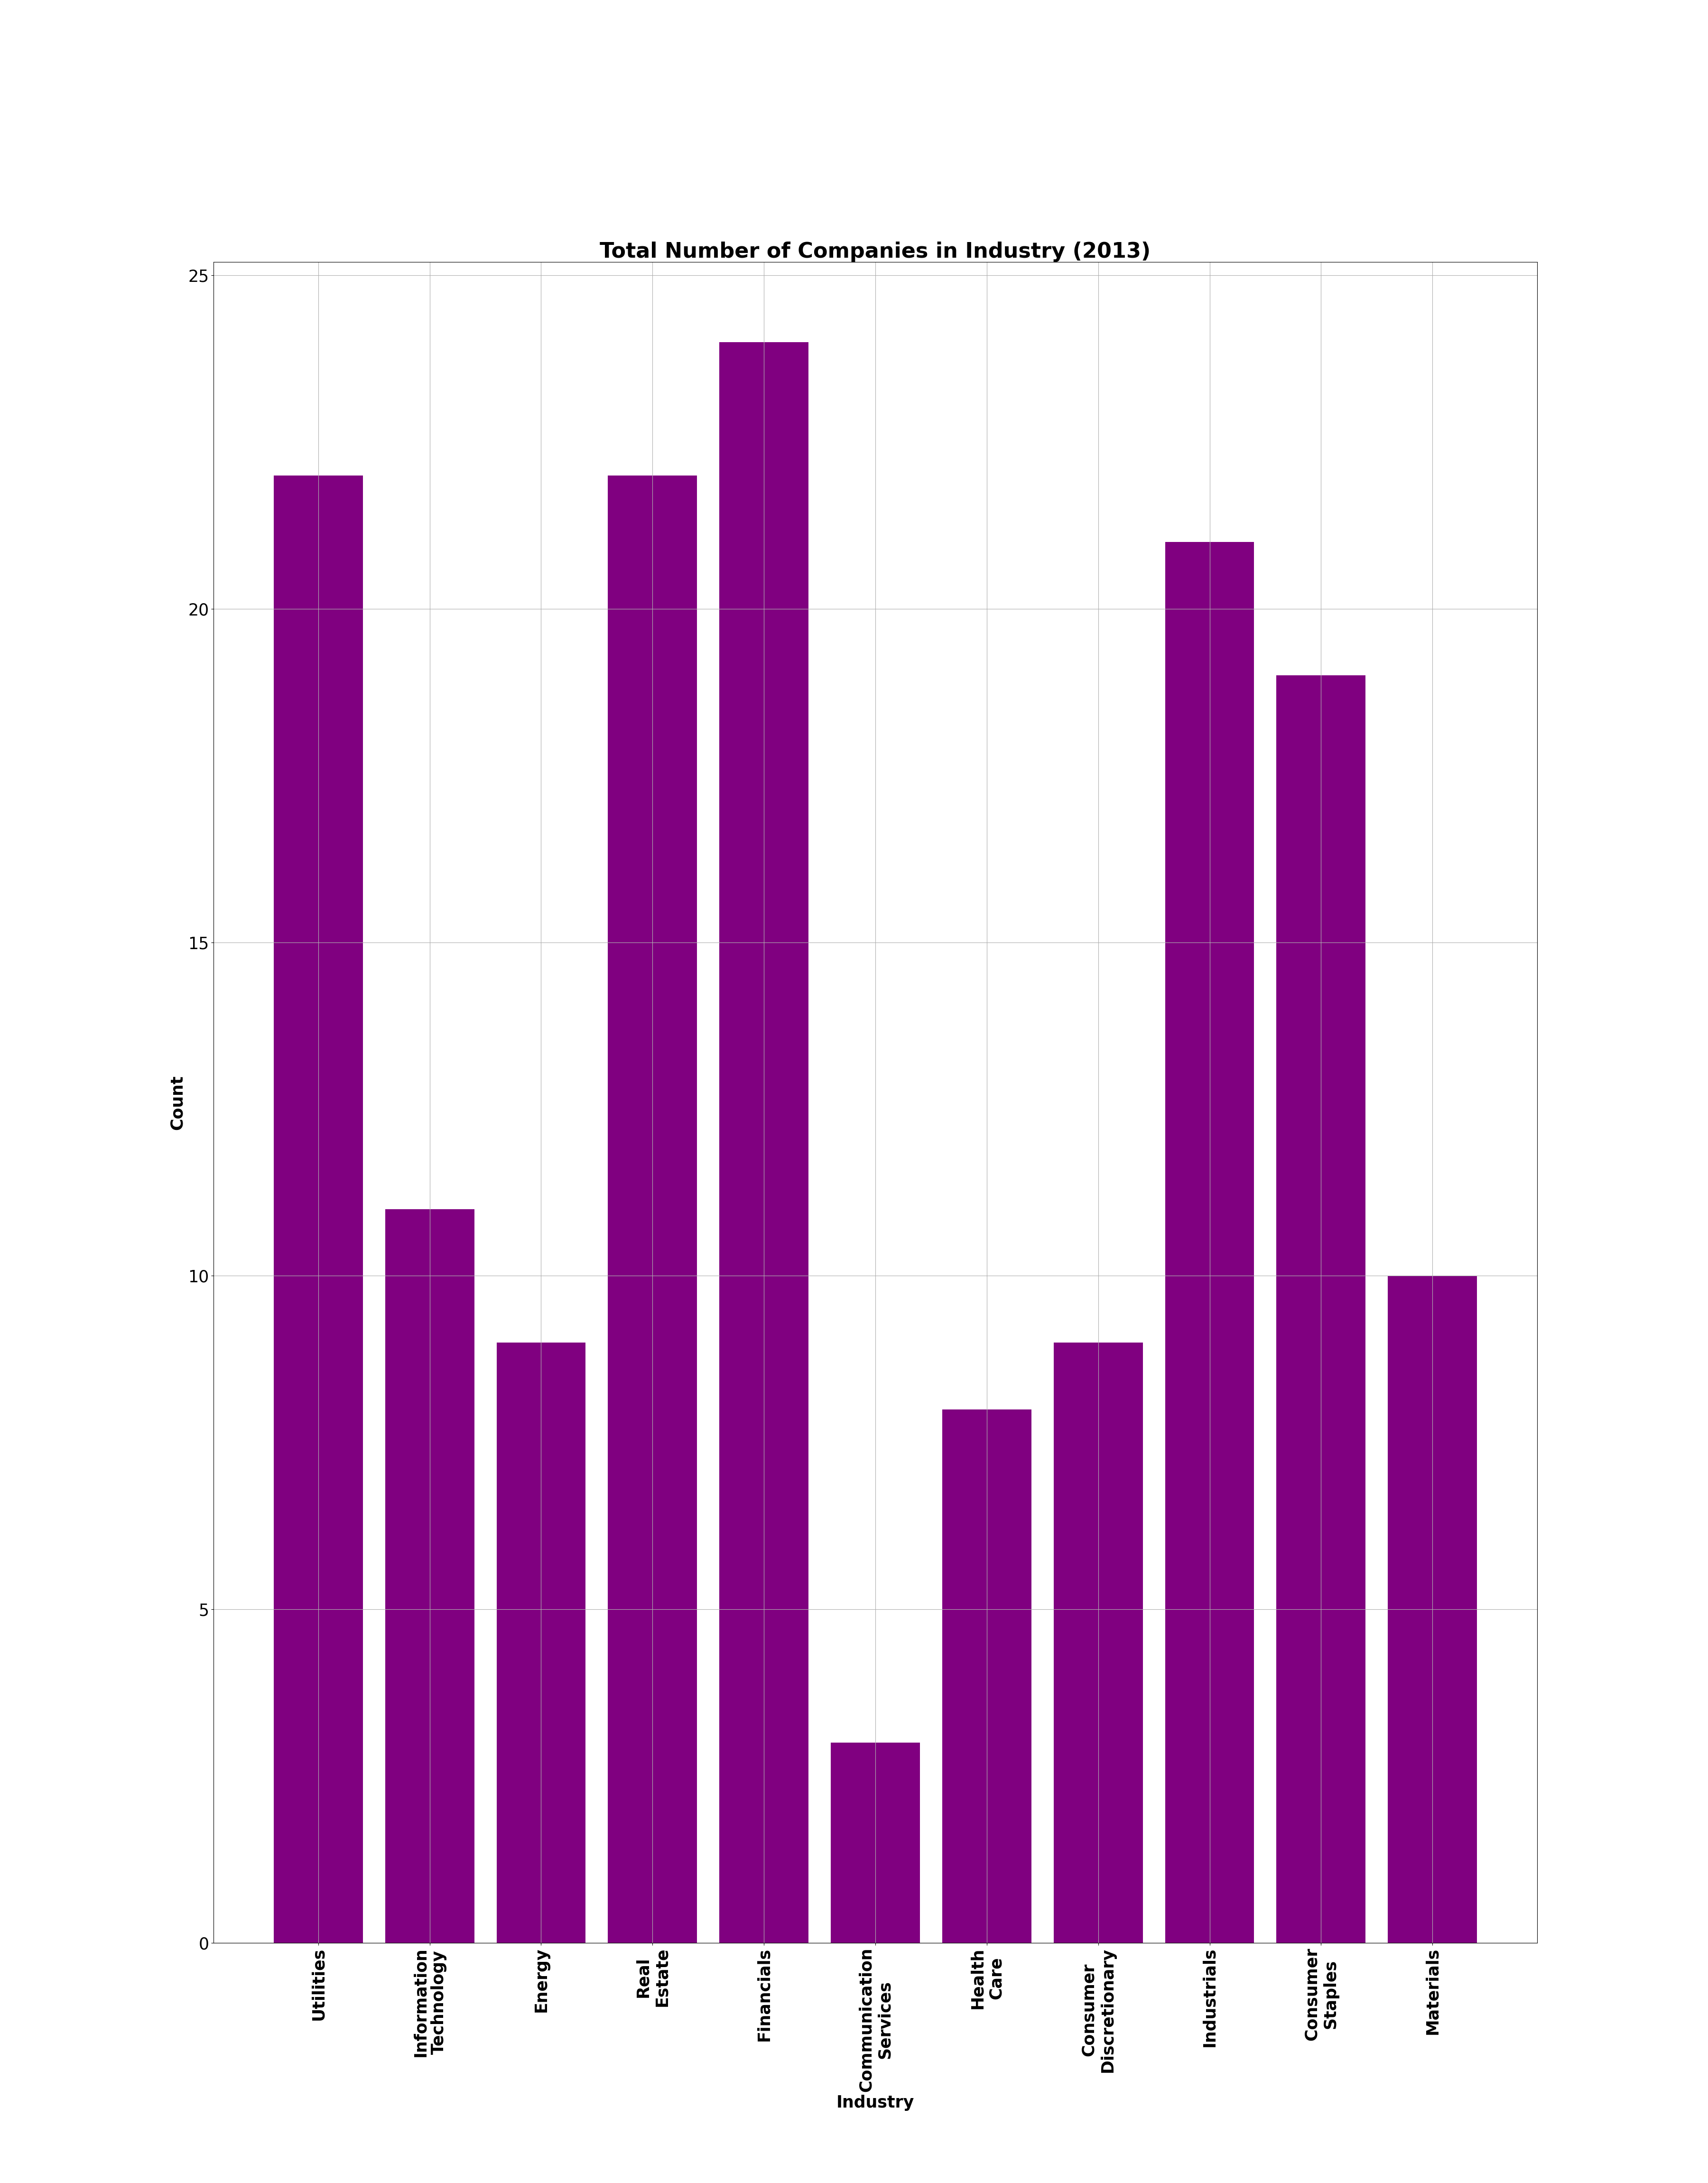 Total Number of Companies in Industry (2013)
25
20
15
10
5
0
Count
Utilities
Information
Technology
Energy
Real
Estate
Financials
Communication
Services
Health
Care
Consumer
Discretionary
Industrials
Consumer
Staples
Materials
Industry